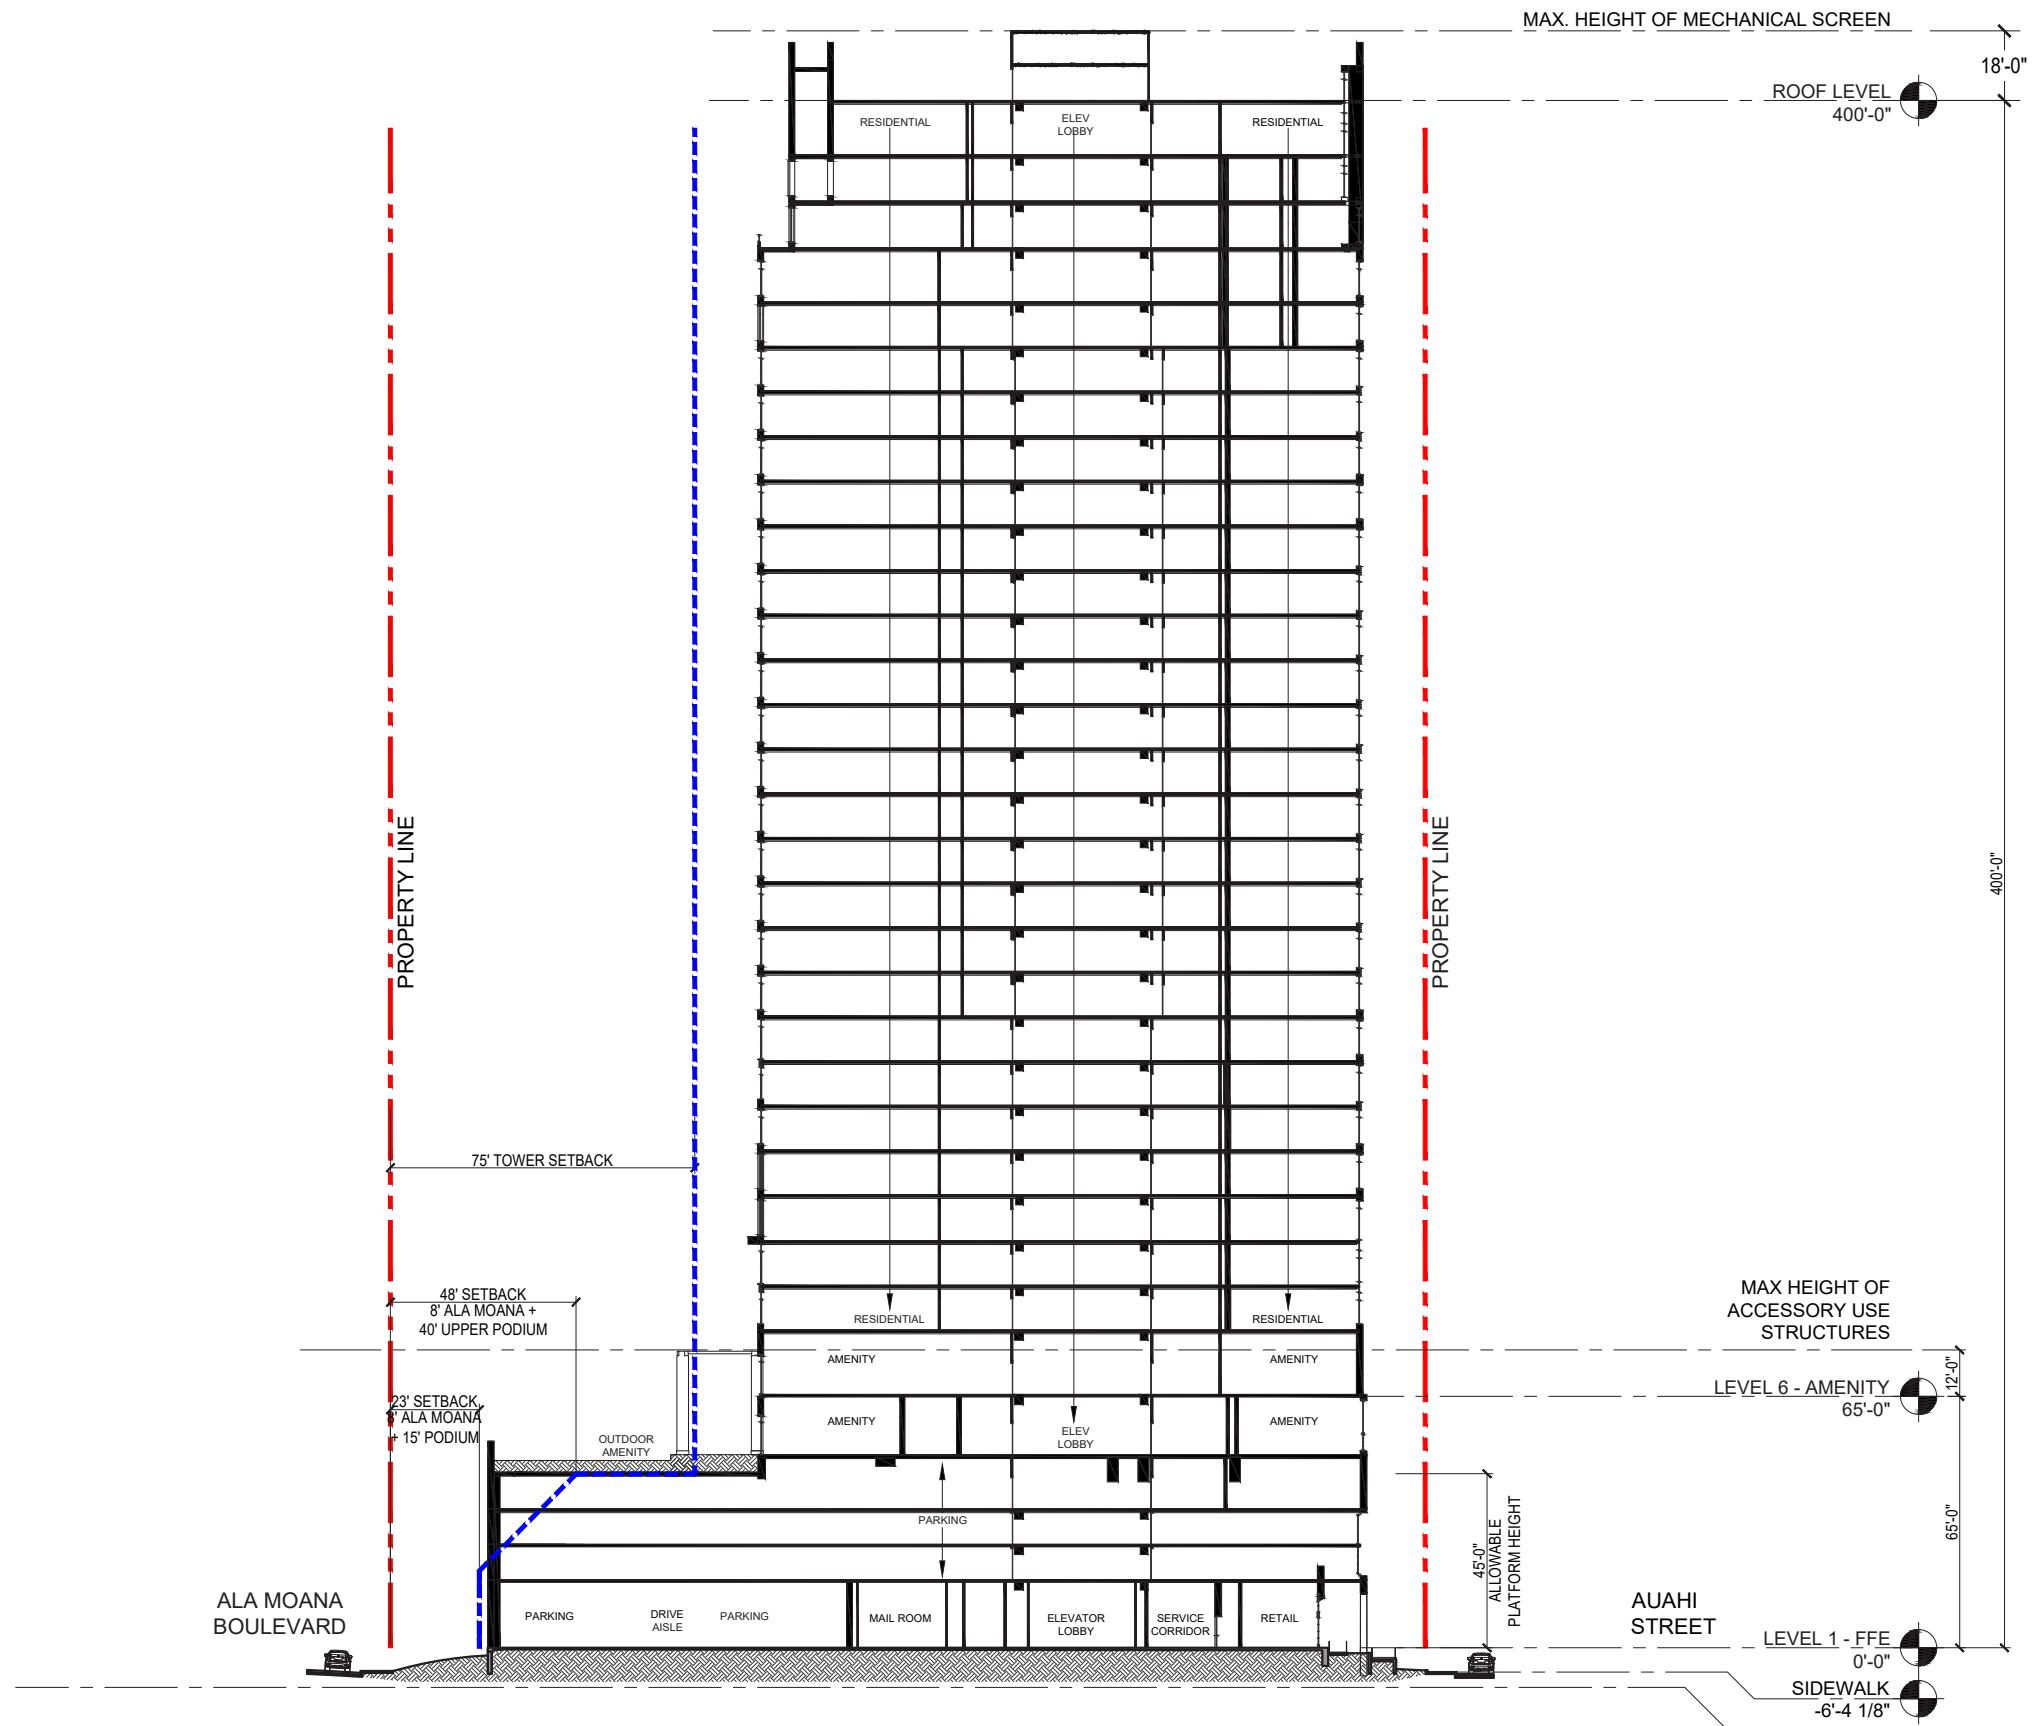 MAX. HEIGHT OF MECHANICAL SCREEN
18'-0"
ROOF LEVEL
400'-0"
RESIDENTIAL
ELEV
LOBBY
RESIDENTIAL
PROPERTY LINE
PROPERTY LINE
400'-0"
75' TOWER SETBACK
48' SETBACK
8' ALA MOANA +
40' UPPER PODIUM
RESIDENTIAL
RESIDENTIAL
MAX HEIGHT OF
ACCESSORY USE
STRUCTURES
AMENITY
AMENITY
12'-0"
LEVEL 6 - AMENITY
65'-0"
23' SETBACK
8' ALA MOANA
+ 15' PODIUM
OUTDOOR
AMENITY
AMENITY
ELEV
LOBBY
AMENITY
PARKING
45'-0"
ALLOWABLE
PLATFORM HEIGHT
65'-0"
ALA MOANA
BOULEVARD
PARKING
DRIVE
AISLE
PARKING
MAIL ROOM
ELEVATOR
LOBBY
SERVICE
CORRIDOR
RETAIL
AUAHI
STREET
LEVEL 1 - FFE
0'-0"
SIDEWALK
-6'-4 1/8"